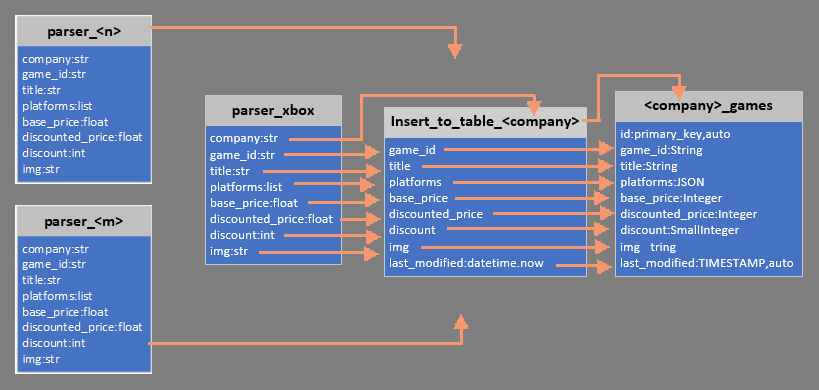 parser_<n>
company:str
game_id:str
title:str
platforms:list
base_price:float
discounted_price:float
discount:int
img:str
parser_<m>
company:str
game_id:str
title:str
platforms:list
base_price:float
discounted_price:float
discount:int
img:str
parser_xbox
company:str
game_id:str
title:str
platforms:list
base_price:float
discounted_price:float
discount:int
img:str
Insert_to_table_<company>
game_id
title
platforms
base_price
discounted_price
discount
img
last_modified:datetime.now
<company>_games
id:primary_key,auto
game_id:String
title:String
platforms:JSON
base_price:Integer
discounted_price:Integer
discount:SmallInteger
img tring
last_modified:TIMESTAMP,auto